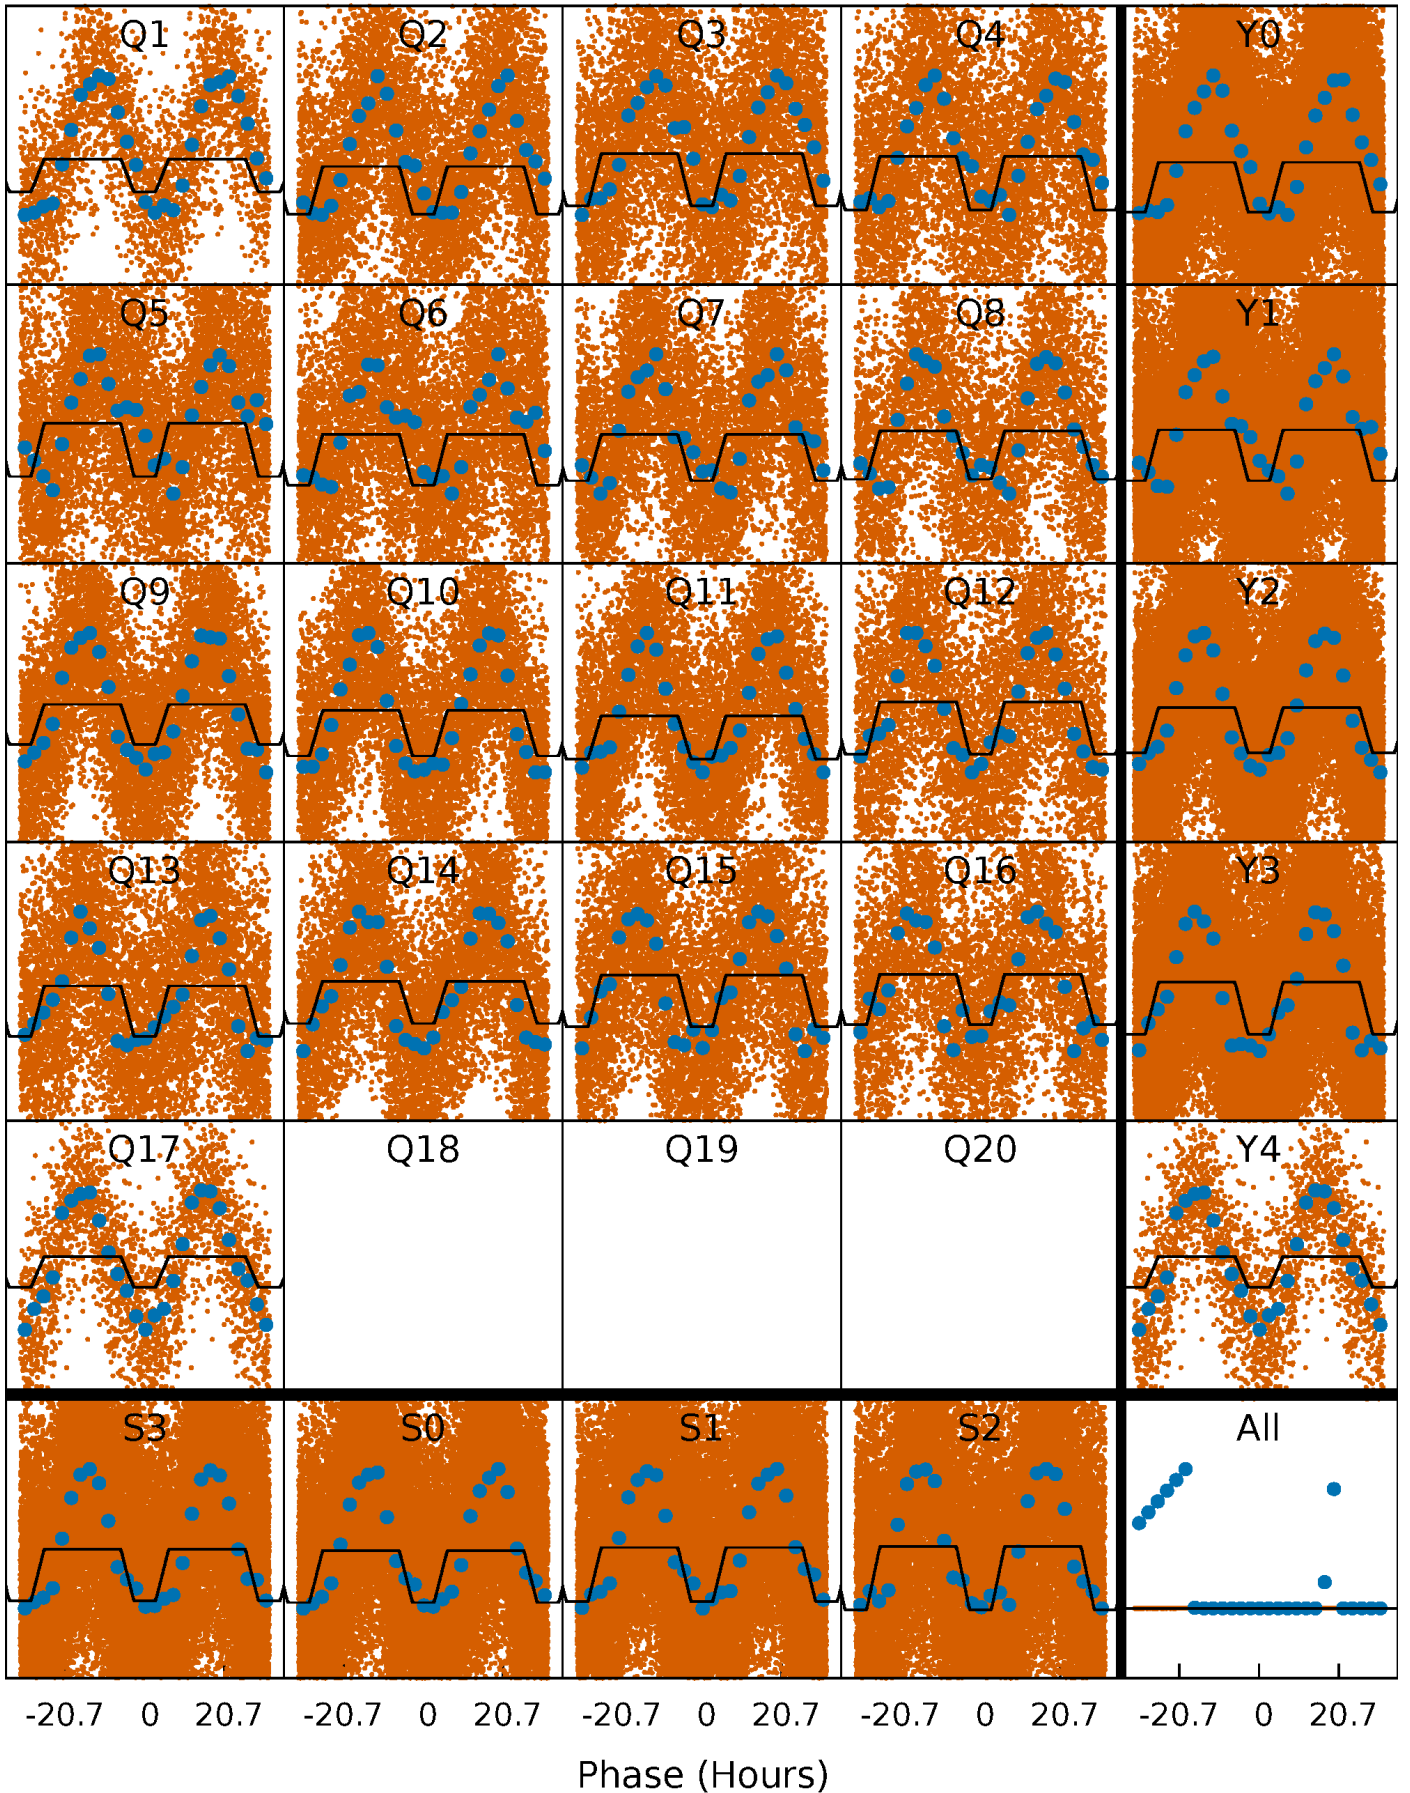 Q1 Q2 Q3 Q4 Y0
Q5 Q6 Q7 Q8 Y1
Q9 Q10 Q11 Q12 Y2
Q13 Q14 Q15 Q16 Y3
Q17 Q18 Q19 Q20 Y4
S3 S0 S1 S2 All
-20.7 0 20.7 -20.7 0 20.7 -20.7 0 20.7 -20.7 0 20.7 -20.7 0 20.7
Phase (Hours)